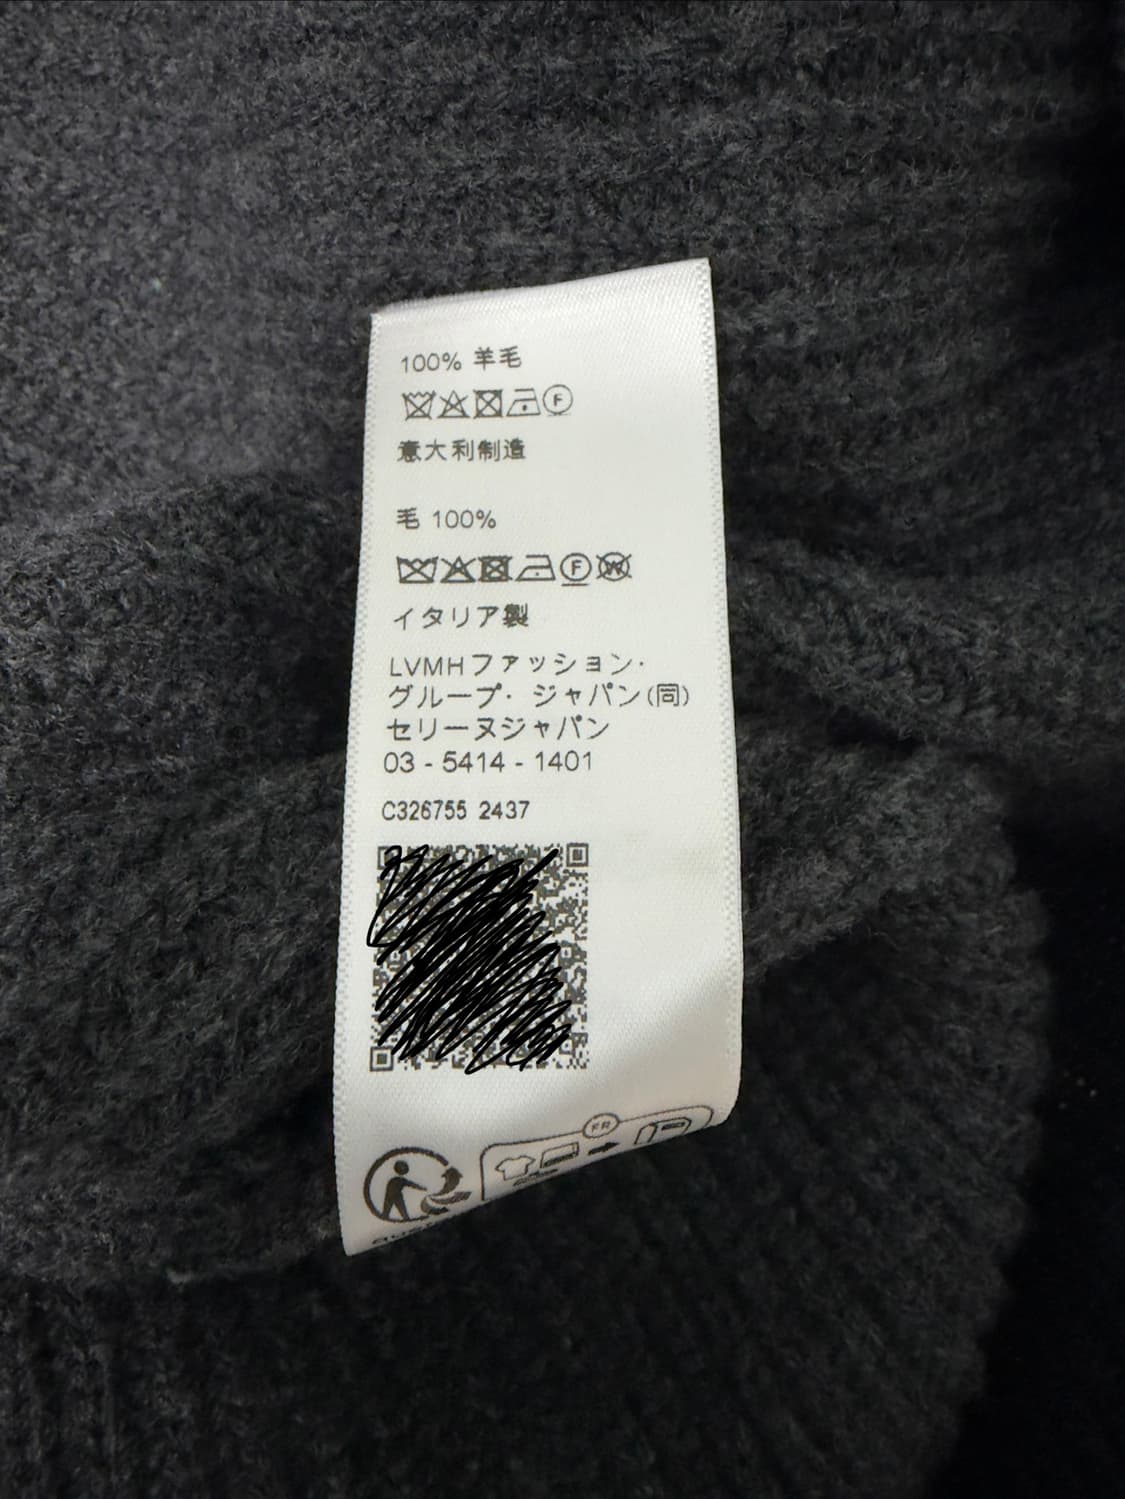 100% 羊毛
F
意大利制造
毛 100%
F W
イタリア製
LVMHファッション・
グループ・ ジャパン(同)
セリーヌジャパン
03 - 5414 - 1401
C326755 2437
FR